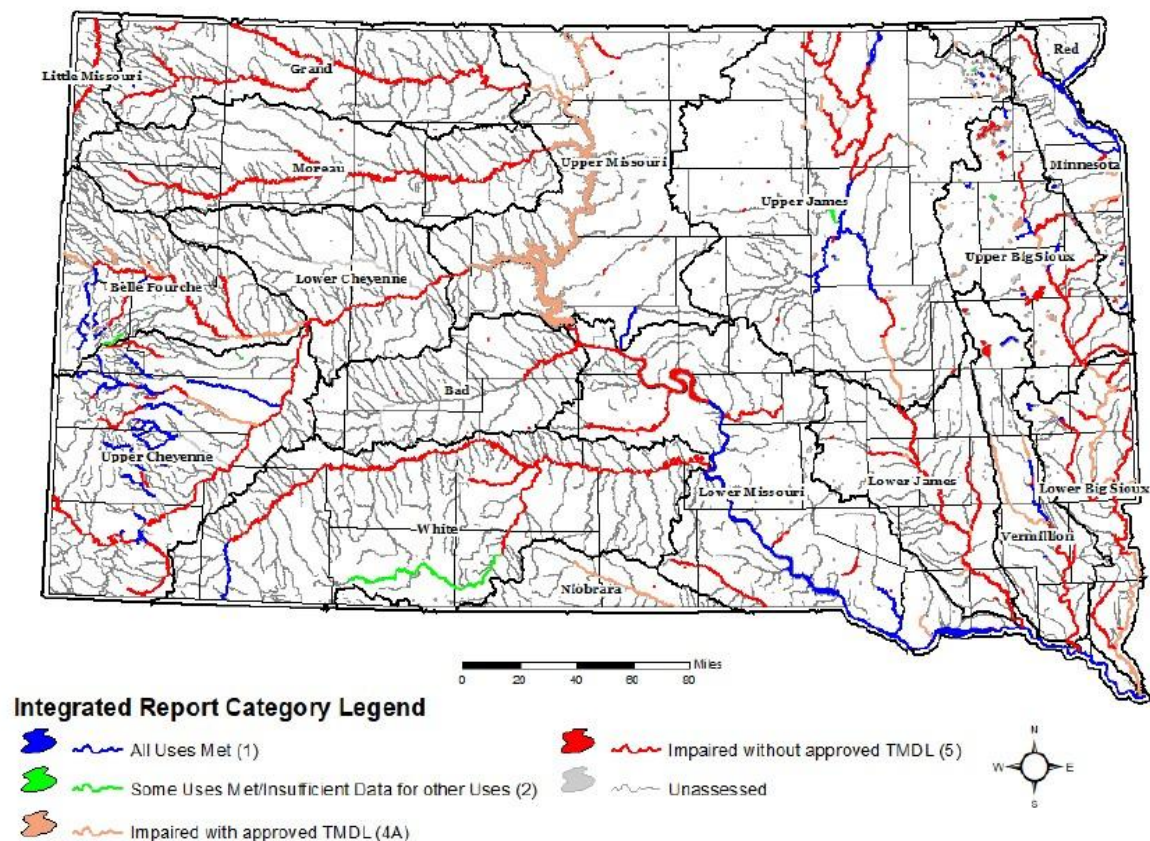 Red
Little Missouri
Grand
Moreau
Upper Missouri
Minnesota
Upper James
Upper Big Sioux
Lower Cheyenne
Belle Fourche
Bad
Upper Cheyenne
Lower Missouri
Lower James
Lower Big Sioux
White
Vermillion
Niobrara
Miles
0 20 40 60 80
Integrated Report Category Legend
All Uses Met (1)
Impaired without approved TMDL (5)
Some Uses Met/Insufficient Data for other Uses (2)
Unassessed
Impaired with approved TMDL (4A)
N
W E
S